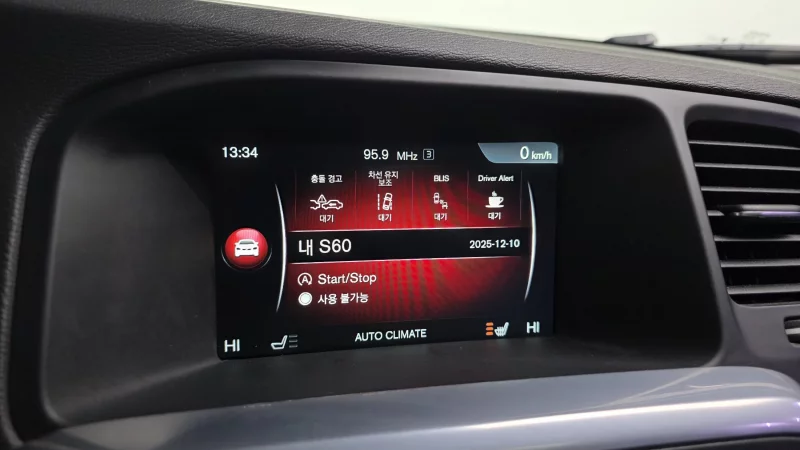 13:34
95.9 MHz 3
0 km/h
충돌 경고
차선 유지
보조
BLIS
Driver Alert
대기
대기
대기
대기
내 S60
2025-12-10
A Start/Stop
사용 불가능
HI
AUTO CLIMATE
HI